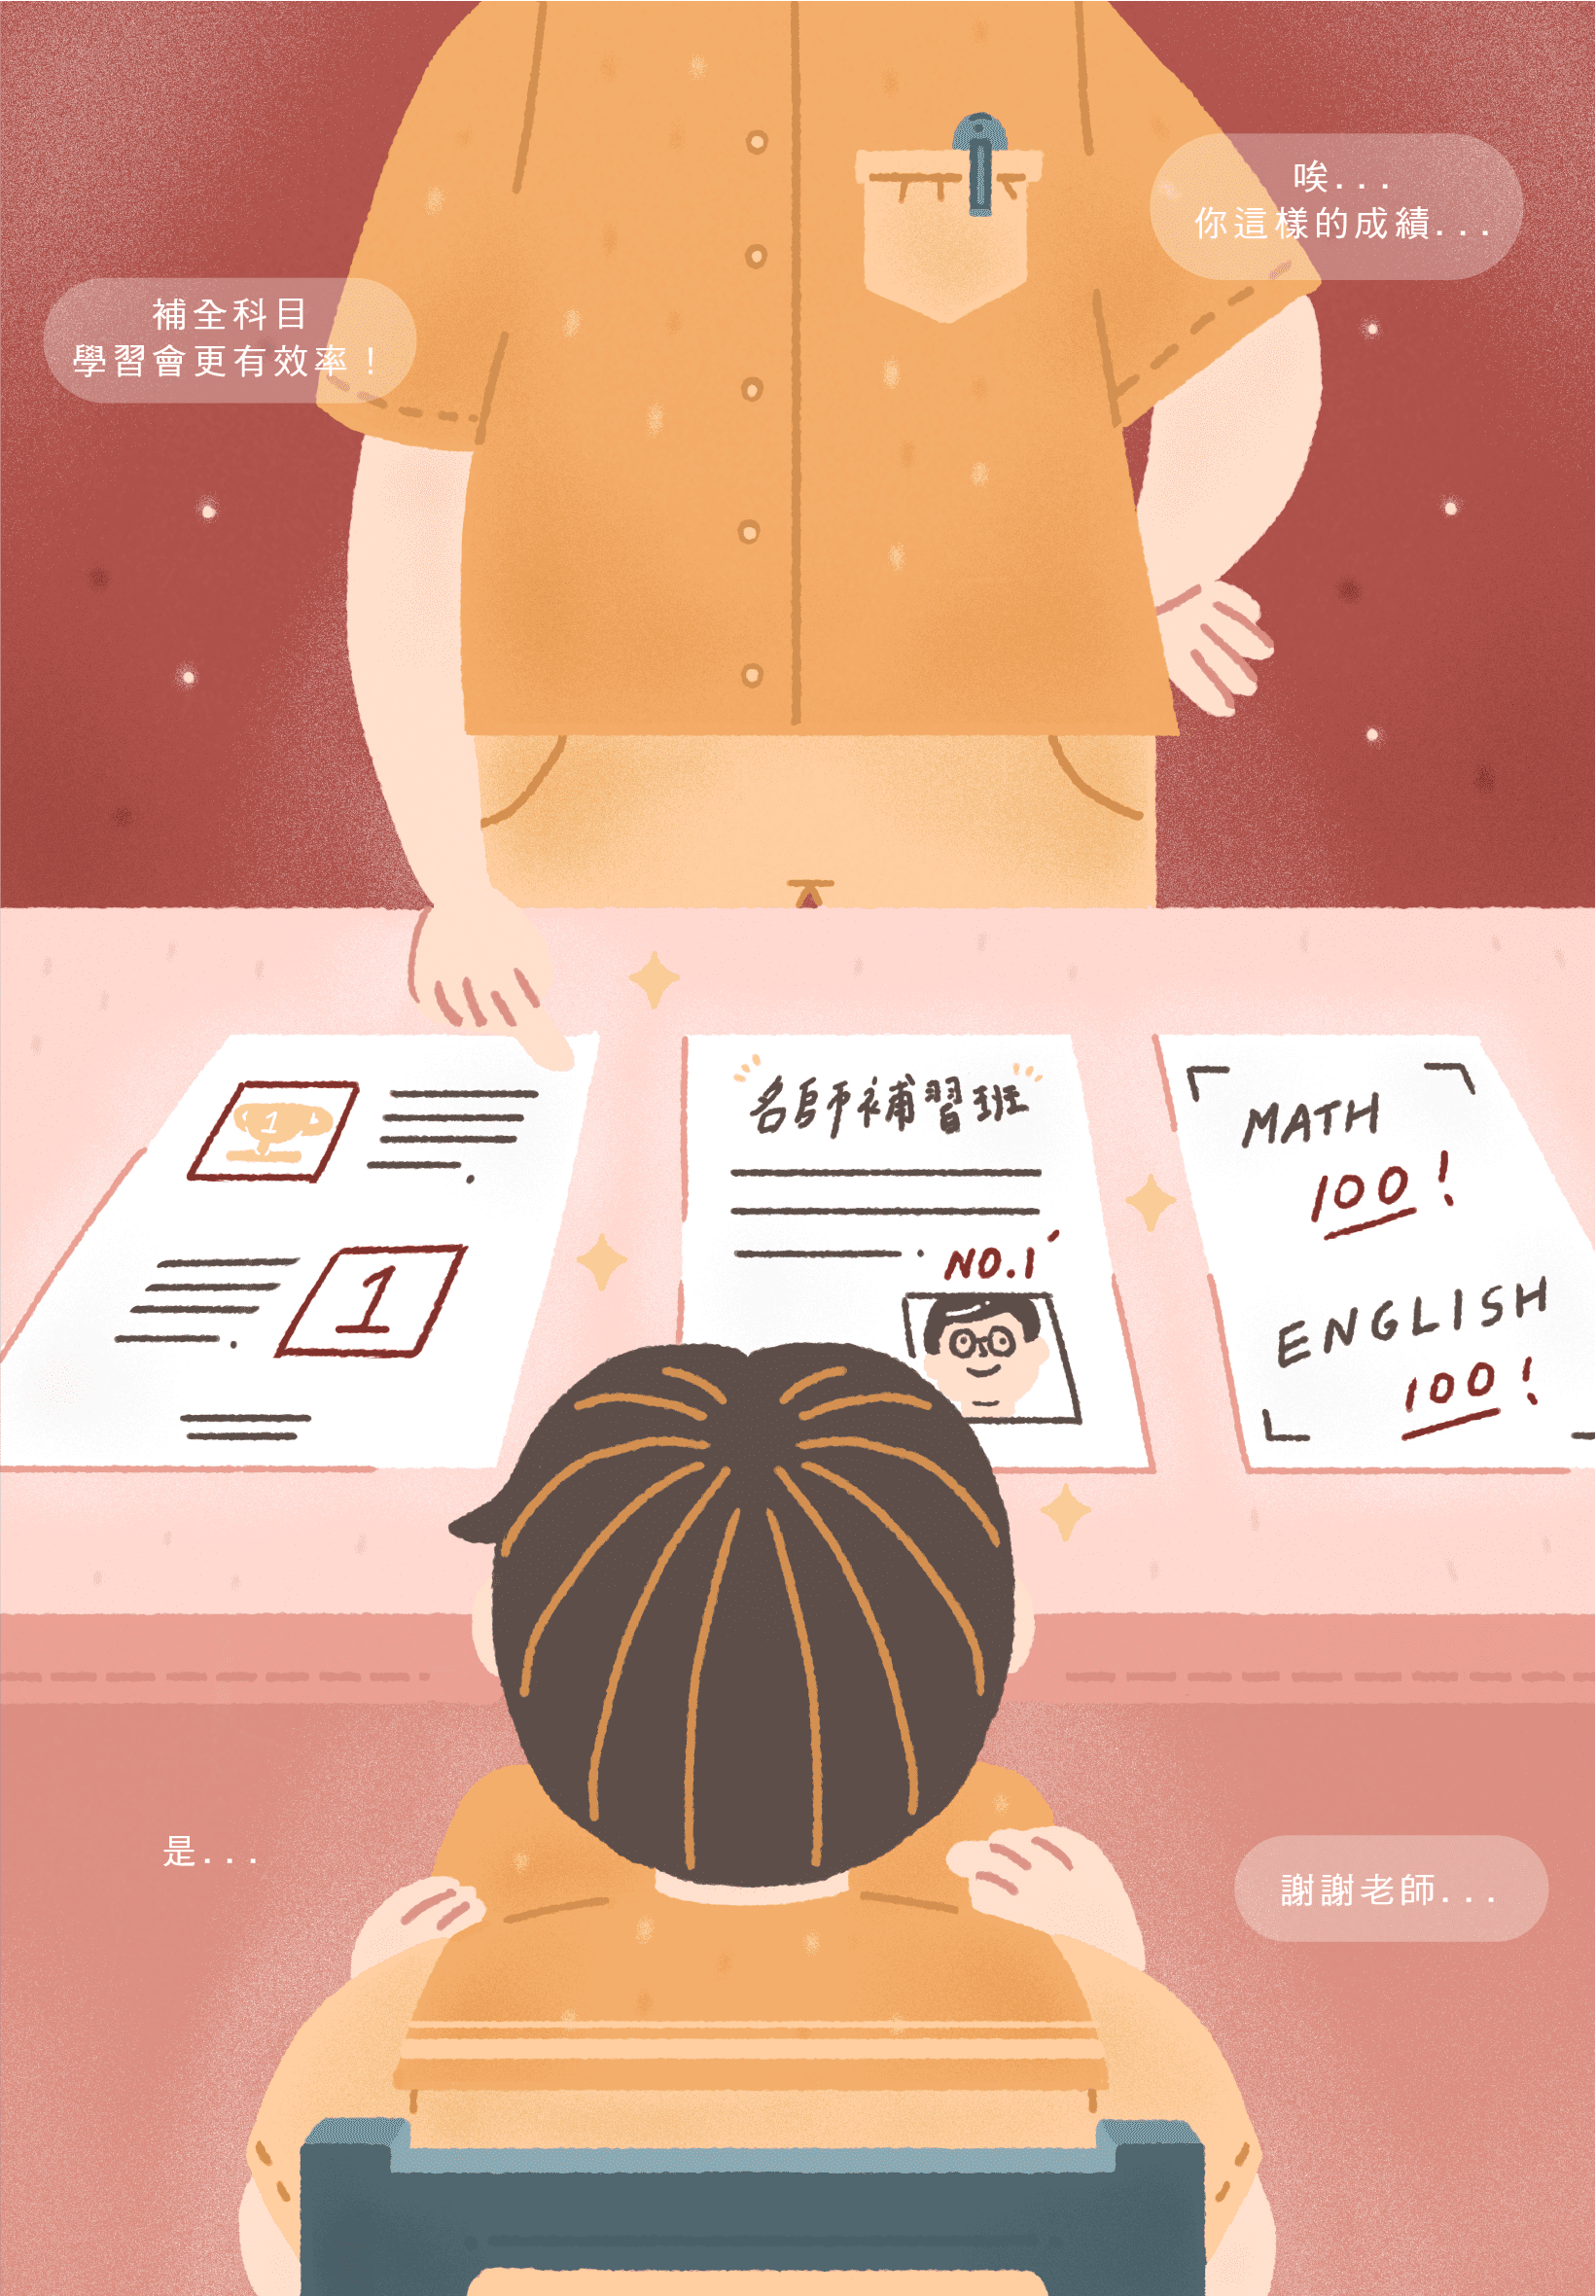 唉...
你這樣的成績...
補全科目
學習會更有效率！
1
1
名師補習班
NO.1
MATH
100!
ENGLISH
100!
是...
謝謝老師...